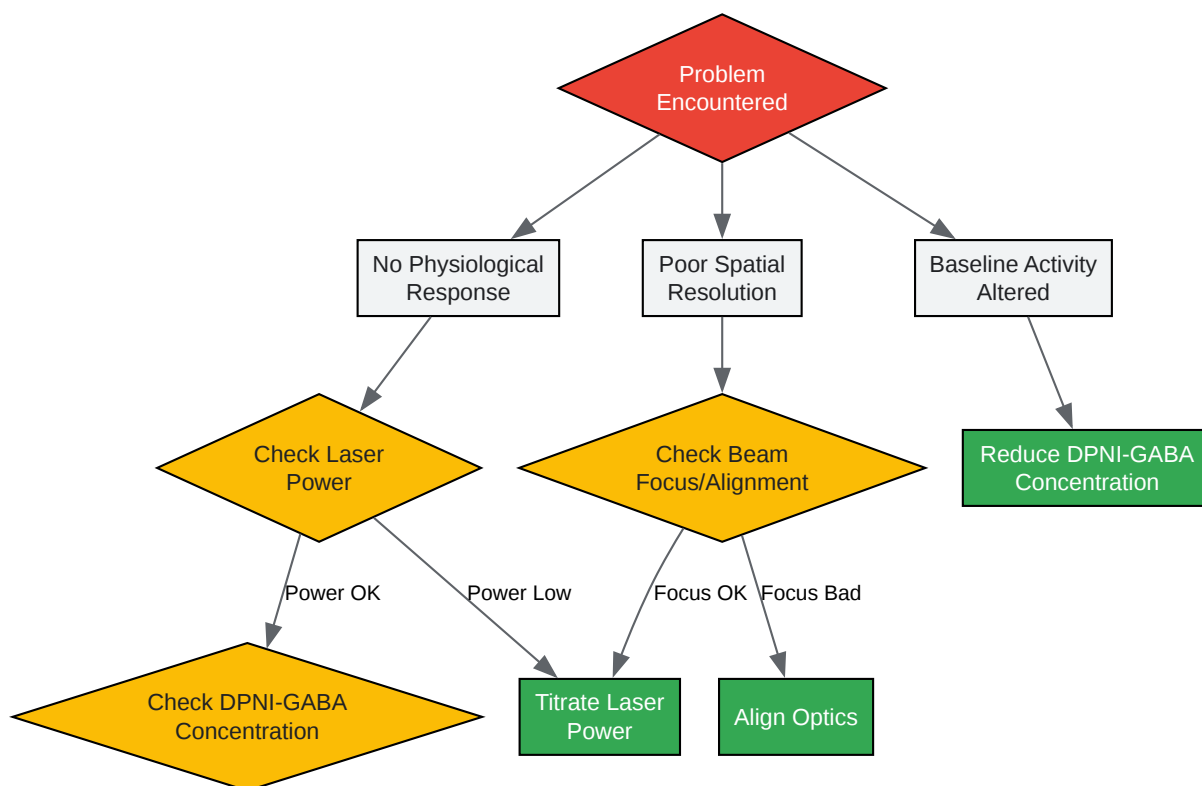 Problem
Encountered
No Physiological
Response
Poor Spatial
Resolution
Baseline Activity
Altered
Check Laser
Power
Check Beam
Focus/Alignment
Reduce DPNI-GABA
Concentration
Power OK
Power Low
Focus OK
Focus Bad
Check DPNI-GABA
Concentration
Titrate Laser
Power
Align Optics